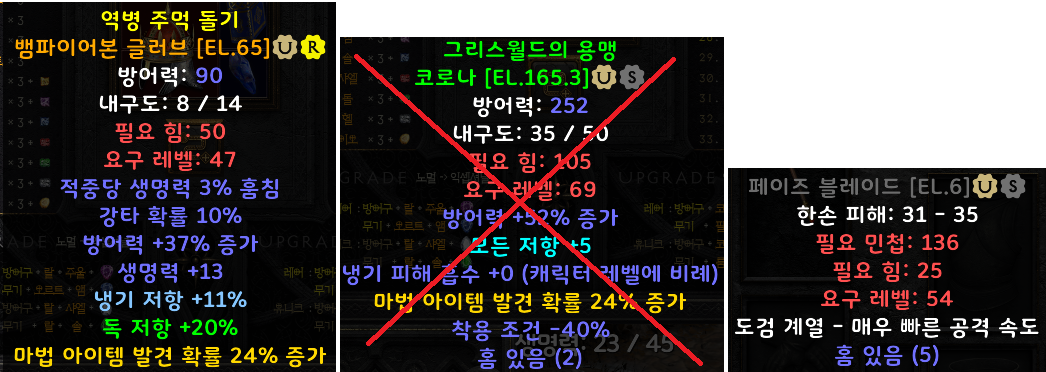 역병 주먹 돌기
뱀파이어본 글러브 [EL.65] U R
방어력: 90
내구도: 8 / 14
필요 힘: 50
요구 레벨: 47
적중당 생명력 3% 훔침
강타 확률 10%
방어력 +37% 증가
생명력 +13
냉기 저항 +11%
독 저항 +20%
마법 아이템 발견 확률 24% 증가
그리스월드의 용맹
코로나 [EL.165.3] U S
방어력: 252
내구도: 35 / 50
필요 힘: 105
요구 레벨: 69
방어력 +52% 증가
모든 저항 +5
냉기 피해 흡수 +0 (캐릭터 레벨에 비례)
마법 아이템 발견 확률 24% 증가
착용 조건 -40%
홈 있음 (2)
생명력: 23 / 45
페이즈 블레이드 [EL.6] U S
한손 피해: 31 - 35
필요 민첩: 136
필요 힘: 25
요구 레벨: 54
도검 계열 - 매우 빠른 공격 속도
홈 있음 (5)